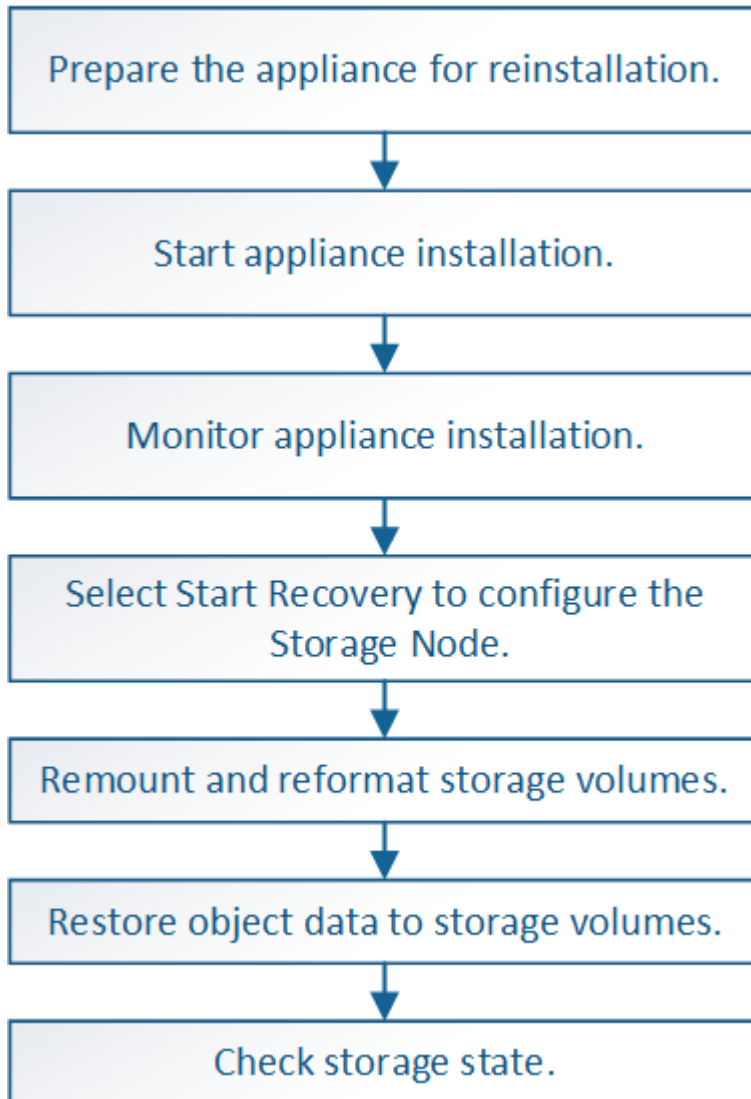 Prepare the appliance for reinstallation.
Start appliance installation.
Monitor appliance installation.
Select Start Recovery to configure the
Storage Node.
Remount and reformat storage volumes.
Restore object data to storage volumes.
Check storage state.